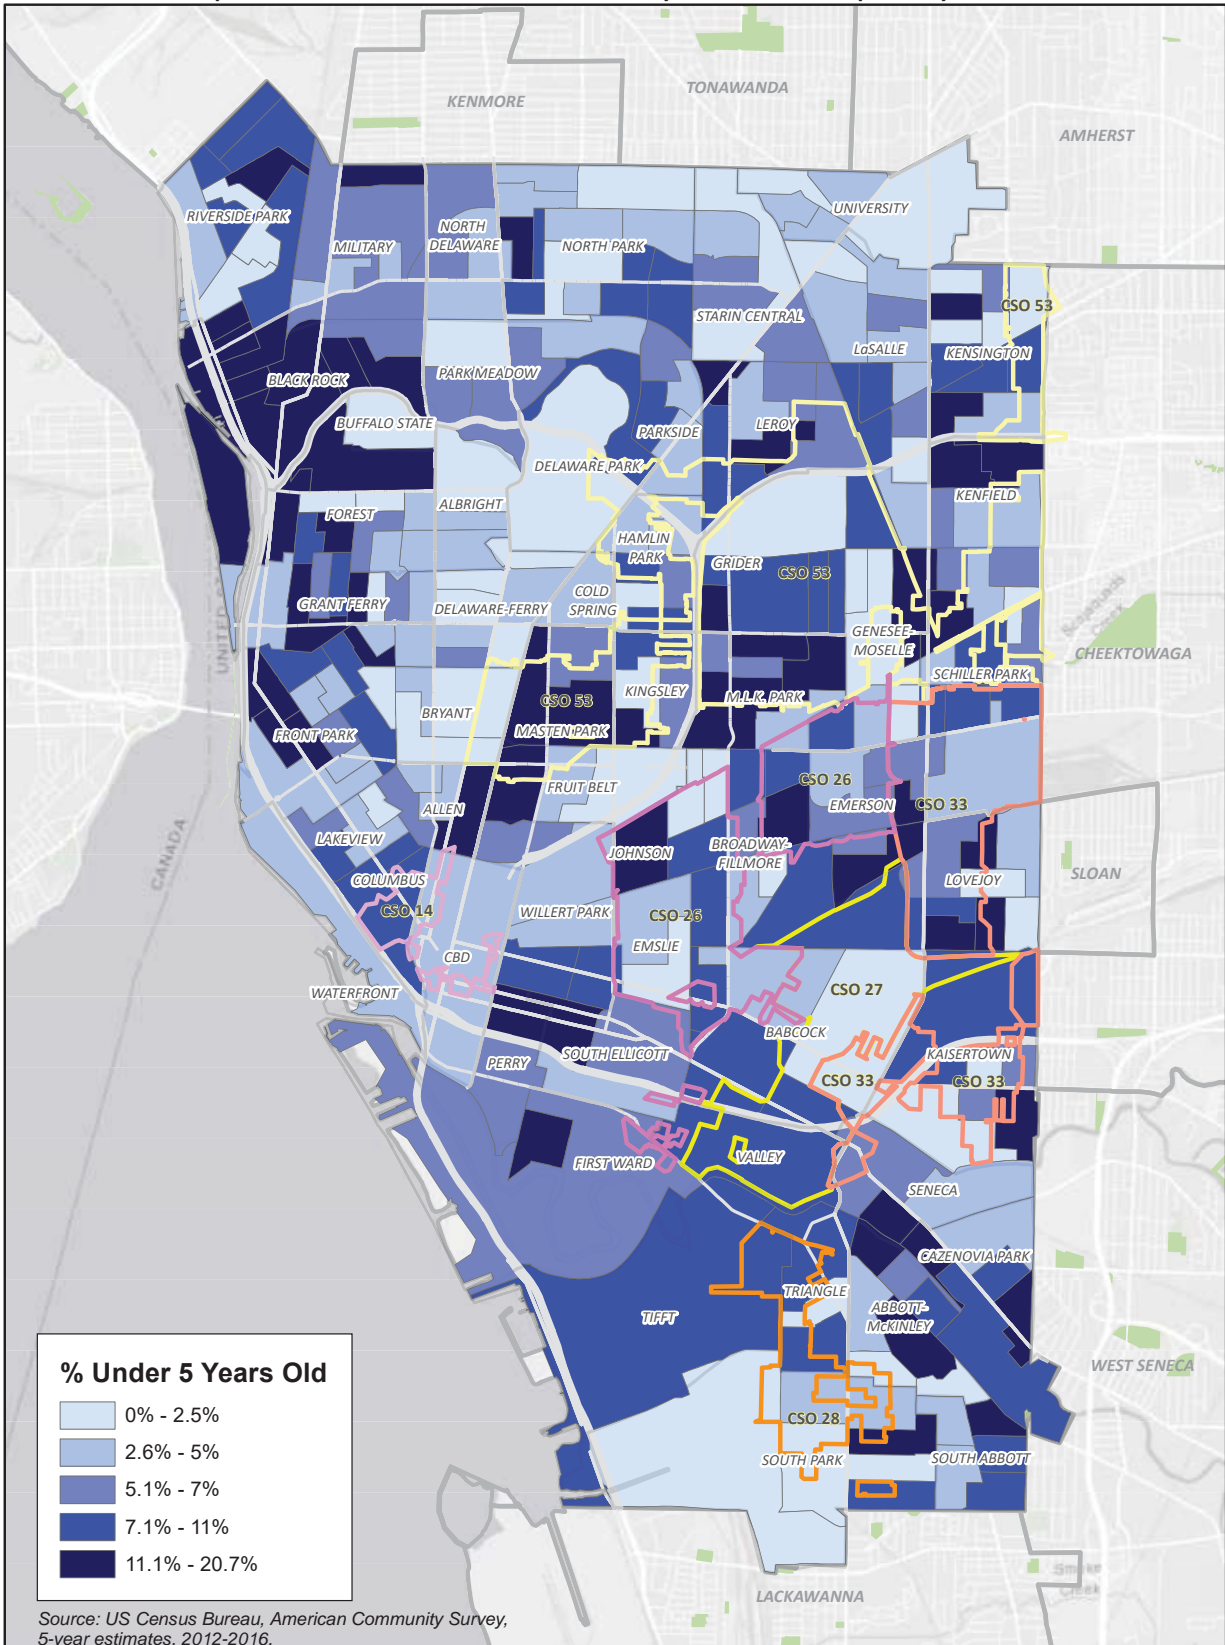 KENMORE
TONAWANDA
AMHERST
RIVERSIDE PARK
MILITARY
NORTH
DELAWARE
NORTH PARK
UNIVERSITY
STARIN CENTRAL
CSO 53
LaSALLE
KENSINGTON
BLACK ROCK
PARK MEADOW
BUFFALO STATE
PARKSIDE
LEROY
DELAWARE PARK
ALBRIGHT
FOREST
KENFIELD
HAMLIN
PARK
GRIDER
CSO 53
COLD
SPRING
GRANT FERRY
DELAWARE-FERRY
GENESEE-
MOSELLE
CHEEKTOWAGA
SCHILLER PARK
KINGSLEY
M.L.K. PARK
CSO 53
BRYANT
MASTEN PARK
FRONT PARK
CSO 26
FRUIT BELT
EMERSON
CSO 33
ALLEN
LAKEVIEW
JOHNSON
BROADWAY-
FILLMORE
CANADA
SLOAN
COLUMBUS
LOVEJOY
CSO 14
WILLERT PARK
CSO 26
EMSLIE
CBD
CSO 27
WATERFRONT
BABCOCK
SOUTH ELLICOTT
PERRY
KAISERTOWN
CSO 33
CSO 33
FIRST WARD
VALLEY
SENECA
CAZENOVIA PARK
TRIANGLE
ABBOTT-
McKINLEY
TIFFT
WEST SENECA
CSO 28
SOUTH PARK
SOUTH ABBOTT
LACKAWANNA
Smoke
Creek
% Under 5 Years Old
0% - 2.5%
2.6% - 5%
5.1% - 7%
7.1% - 11%
11.1% - 20.7%
Source: US Census Bureau, American Community Survey,
5-year estimates, 2012-2016.